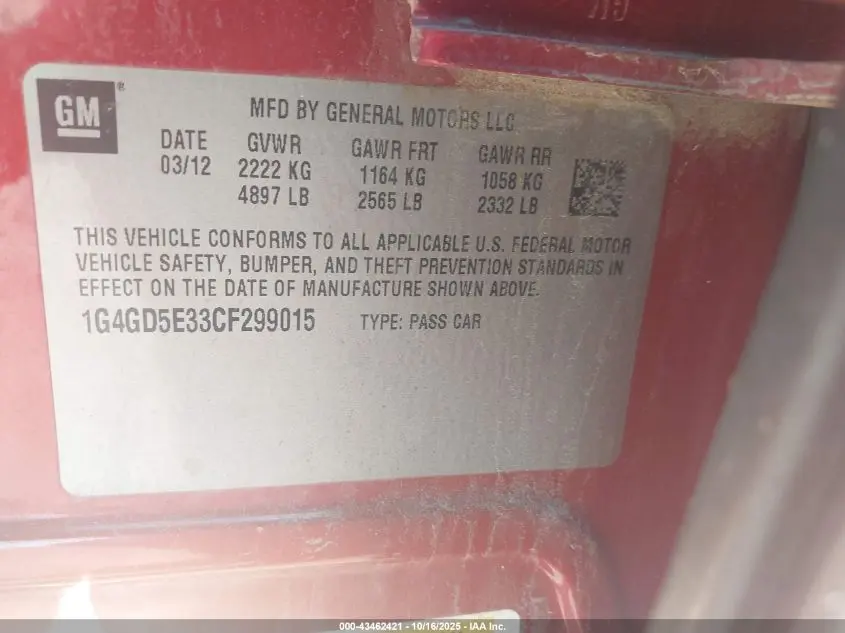 GM®
MFD BY GENERAL MOTORS LLC
DATE GVWR GAWR FRT GAWR RR
03/12 2222 KG 1164 KG 1058 KG
4897 LB 2565 LB 2332 LB
THIS VEHICLE CONFORMS TO ALL APPLICABLE U.S. FEDERAL MOTOR
VEHICLE SAFETY, BUMPER, AND THEFT PREVENTION STANDARDS IN
EFFECT ON THE DATE OF MANUFACTURE SHOWN ABOVE.
1G4GD5E33CF299015 TYPE: PASS CAR
000-43462421 - 10/16/2025 - IAA Inc.